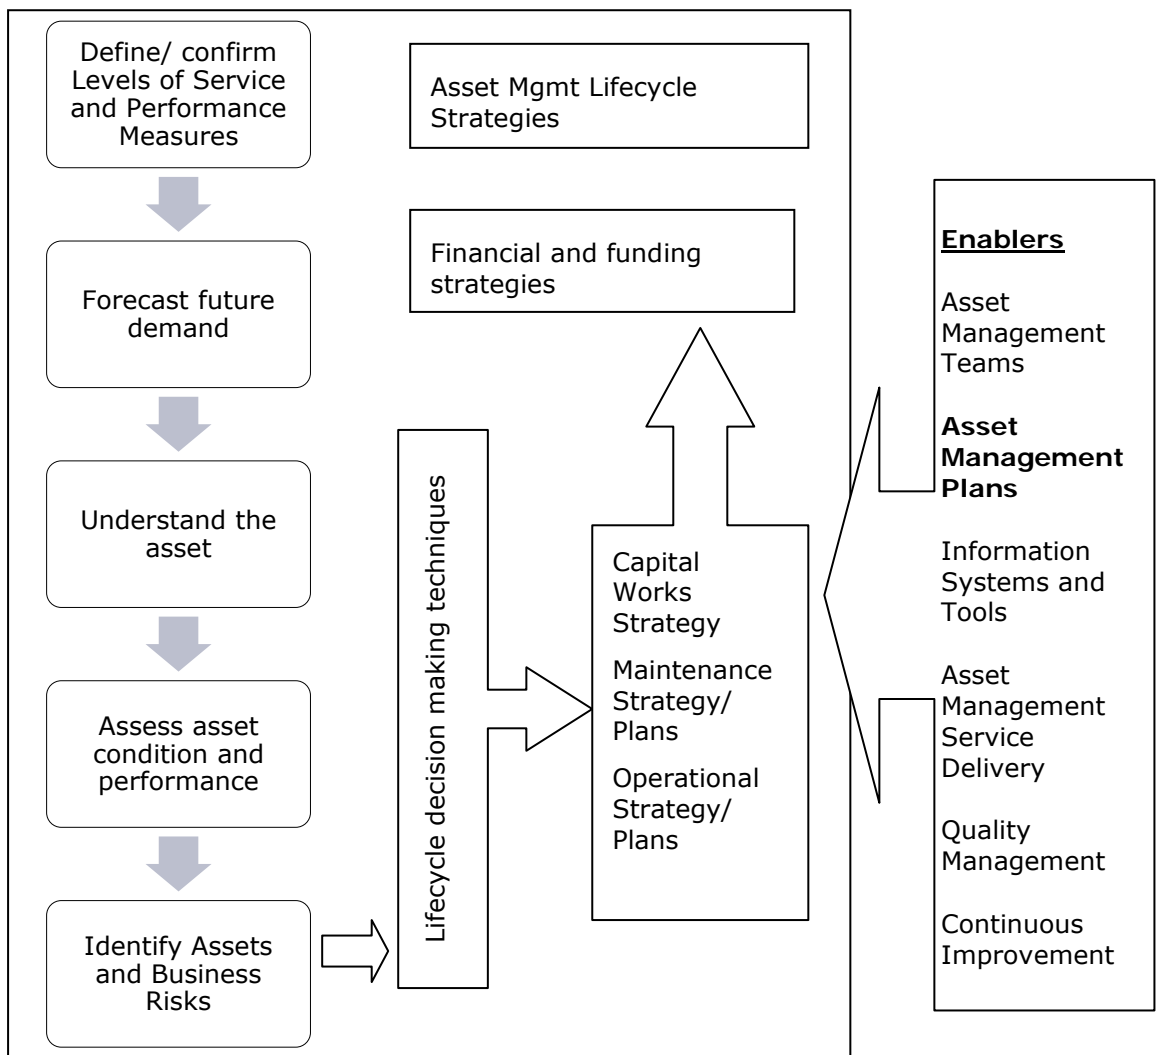 Define/ confirm
Levels of Service
and Performance
Measures
Forecast future
demand
Understand the
asset
Assess asset
condition and
performance
Identify Assets
and Business
Risks
Asset Mgmt Lifecycle
Strategies
Financial and funding
strategies
Lifecycle decision making techniques
Capital
Works
Strategy
Maintenance
Strategy/
Plans
Operational
Strategy/
Plans
Enablers
Asset
Management
Teams
Asset
Management
Plans
Information
Systems and
Tools
Asset
Management
Service
Delivery
Quality
Management
Continuous
Improvement